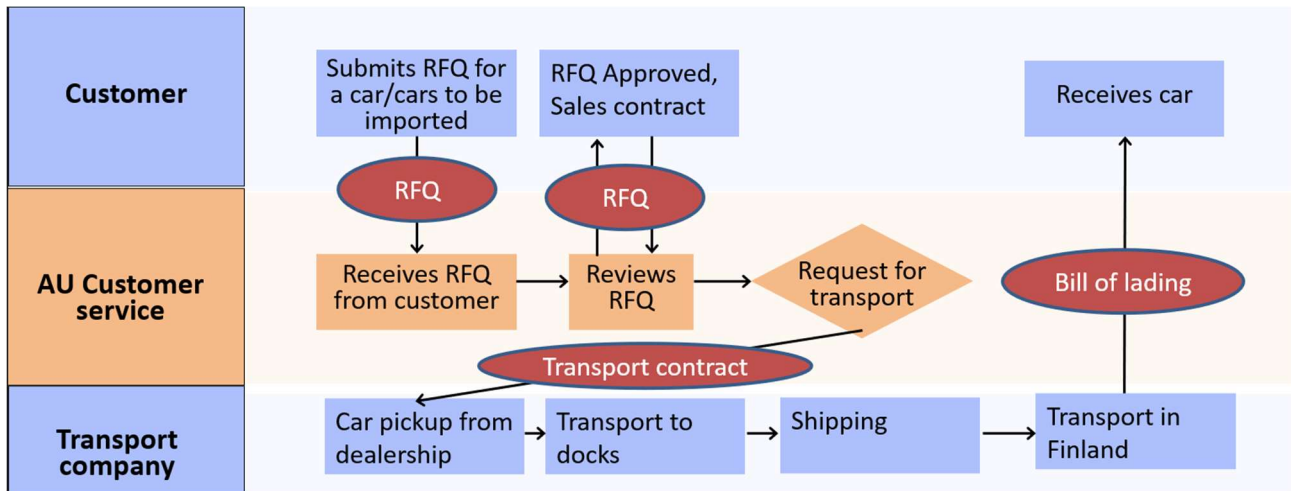 Customer
Submits RFQ for
a car/cars to be
imported
RFQ Approved,
Sales contract
Receives car
RFQ
RFQ
AU Customer
service
Receives RFQ
from customer
Reviews
RFQ
Request for
transport
Bill of lading
Transport contract
Transport
company
Car pickup from
dealership
Transport to
docks
Shipping
Transport in
Finland